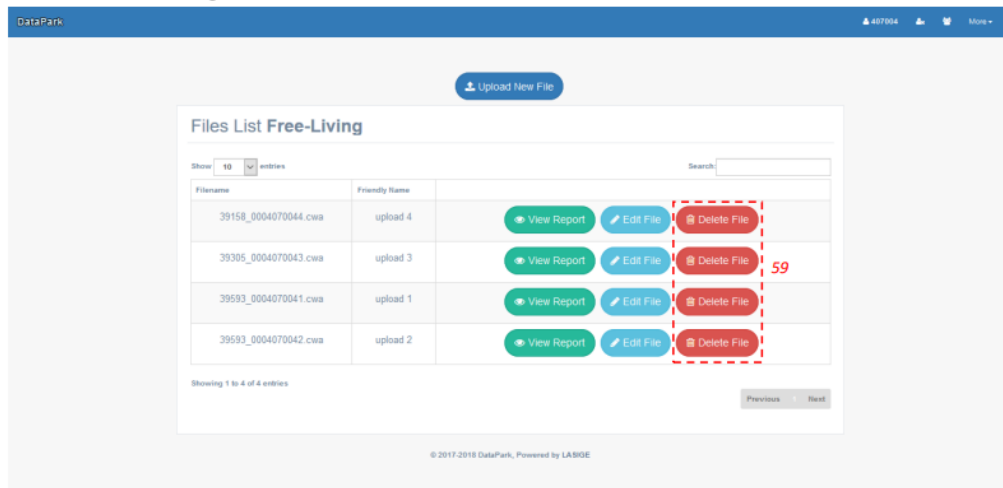 DataPark 407004 More
Upload New File
Files List Free-Living
Show 10 entries Search:
Filename Friendly Name
39158_0004070044.cwa upload 4 View Report Edit File Delete File
39305_0004070043.cwa upload 3 View Report Edit File Delete File
59
39593_0004070041.cwa upload 1 View Report Edit File Delete File
39593_0004070042.cwa upload 2 View Report Edit File Delete File
Showing 1 to 4 of 4 entries
Previous 1 Next
© 2017-2018 DataPark, Powered by LASIGE